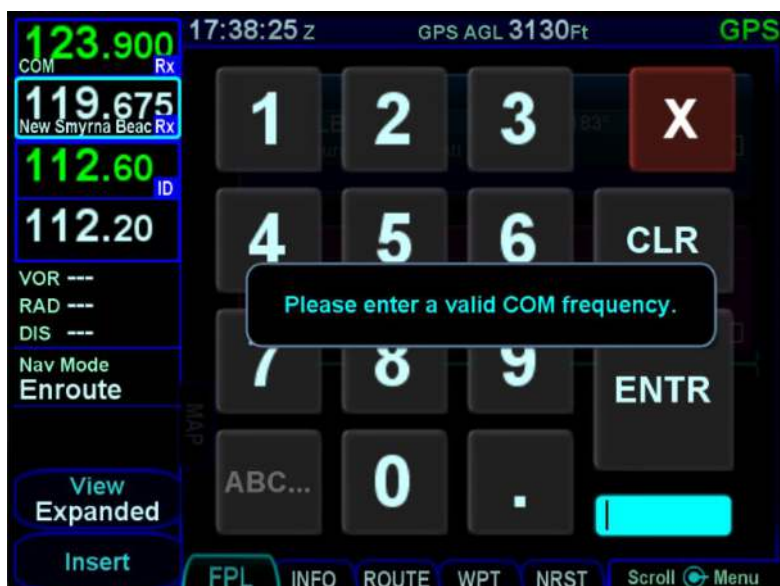 123.900
COM Rx
119.675
New Smyrna Beac Rx
112.60
ID
112.20
VOR ---
RAD ---
DIS ---
Nav Mode
Enroute
View
Expanded
Insert
17:38:25 Z GPS AGL 3130Ft GPS
1 2 3 X
4 5 6 CLR
Please enter a valid COM frequency.
7 8 9 ENTR
MAP
ABC... 0 .
FPL INFO ROUTE WPT NRST Scroll Menu